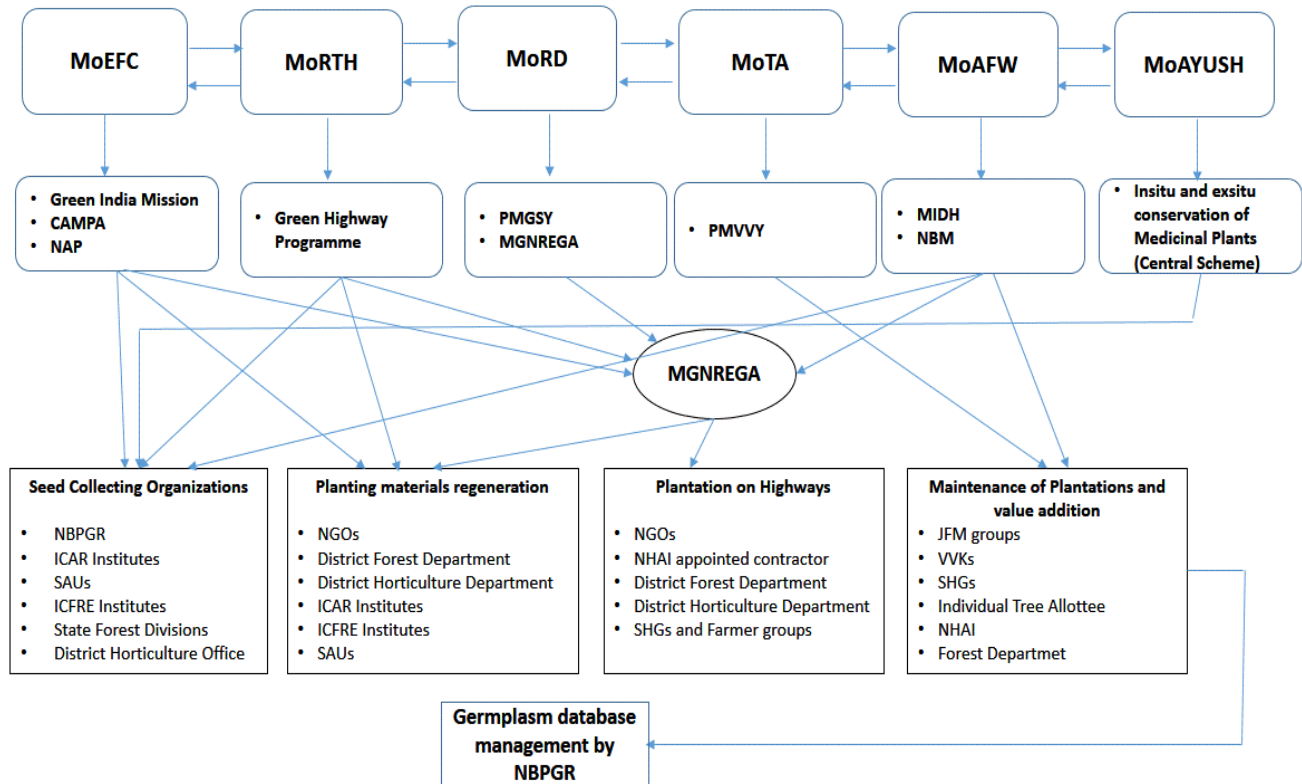 MoEFC
MoRTH
MoRD
MoTA
MoAFW
MoAYUSH
• Green India Mission
• CAMPA
• NAP
• Green Highway
Programme
• PMGSY
• MGNREGA
• PMVVY
• MIDH
• NBM
• Insitu and exsitu
conservation of
Medicinal Plants
(Central Scheme)
MGNREGA
Seed Collecting Organizations
• NBPGR
• ICAR Institutes
• SAUs
• ICFRE Institutes
• State Forest Divisions
• District Horticulture Office
Planting materials regeneration
• NGOs
• District Forest Department
• District Horticulture Department
• ICAR Institutes
• ICFRE Institutes
• SAUs
Plantation on Highways
• NGOs
• NHAI appointed contractor
• District Forest Department
• District Horticulture Department
• SHGs and Farmer groups
Maintenance of Plantations and
value addition
• JFM groups
• VVKs
• SHGs
• Individual Tree Allottee
• NHAI
• Forest Departmet
Germplasm database
management by
NBPGR